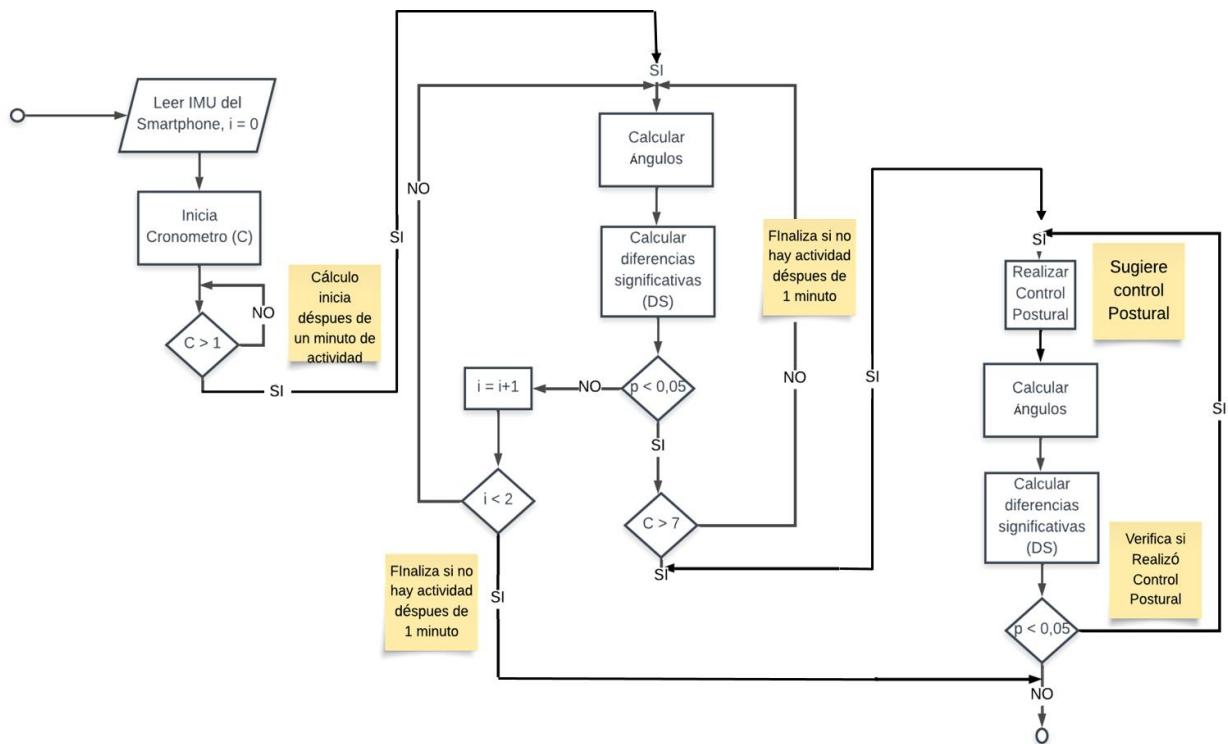 Leer IMU del
Smartphone, i = 0
Inicia
Cronometro (C)
C > 1
NO
SI
Cálculo
inicia
déspues de
un minuto de
actividad
SI
SI
Calcular
Ángulos
Calcular
diferencias
significativas
(DS)
p < 0,05
NO
i = i+1
i < 2
NO
SI
FInaliza si no
hay actividad
déspues de
1 minuto
SI
C > 7
NO
FInaliza si no
hay actividad
déspues de
1 minuto
SI
SI
SI
Realizar
Control
Postural
Sugiere
control
Postural
Calcular
Ángulos
Calcular
diferencias
significativas
(DS)
Verifica si
Realizó
Control
Postural
p < 0,05
SI
NO